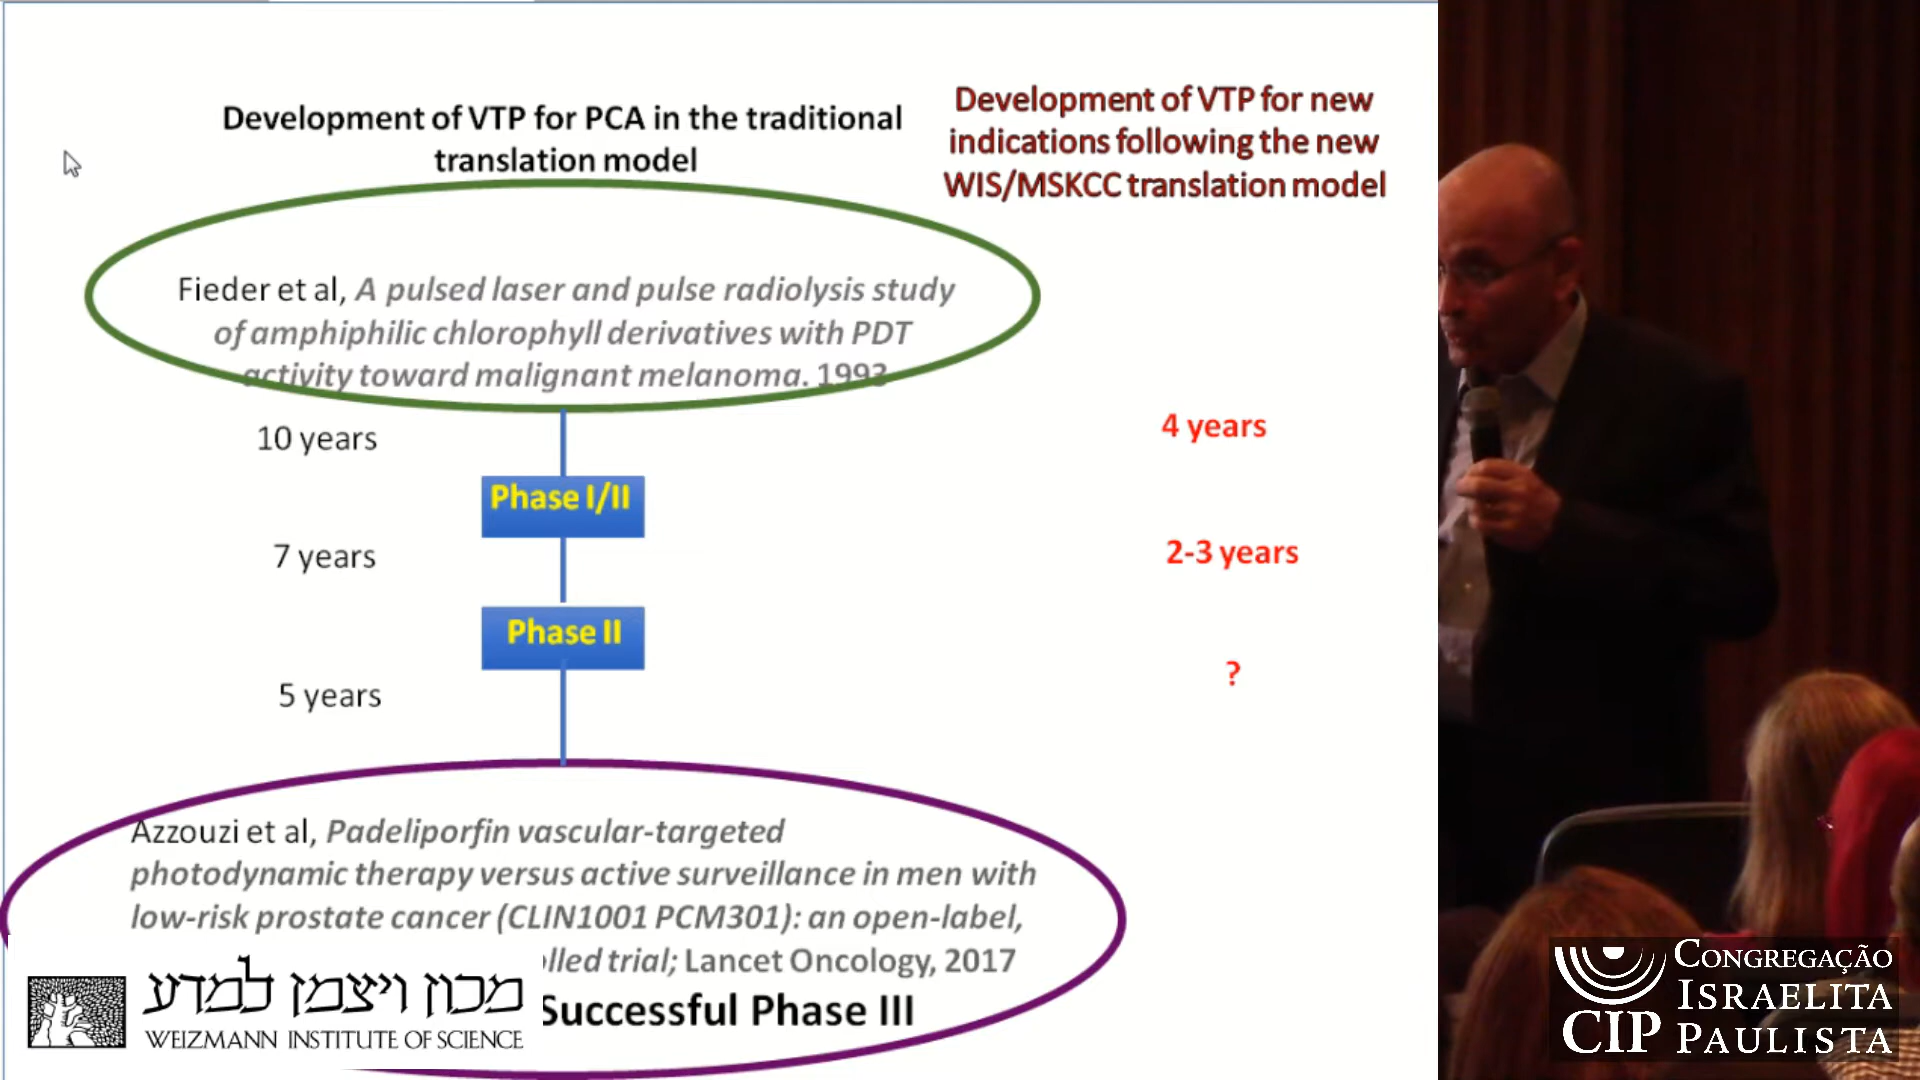 Development of VTP for PCA in the traditional
translation model
Development of VTP for new
indications following the new
WIS/MSKCC translation model
Fieder et al, A pulsed laser and pulse radiolysis study
of amphiphilic chlorophyll derivatives with PDT
activity toward malignant melanoma. 1993
10 years
4 years
Phase I/II
7 years
2-3 years
Phase II
?
5 years
Azzouzi et al, Padeliporfin vascular-targeted
photodynamic therapy versus active surveillance in men with
low-risk prostate cancer (CLIN1001 PCM301): an open-label,
trial; Lancet Oncology, 2017
Successful Phase III
מכון ויצמן למדע
WEIZMANN INSTITUTE OF SCIENCE
CONGREGAÇÃO
ISRAELITA
CIP PAULISTA